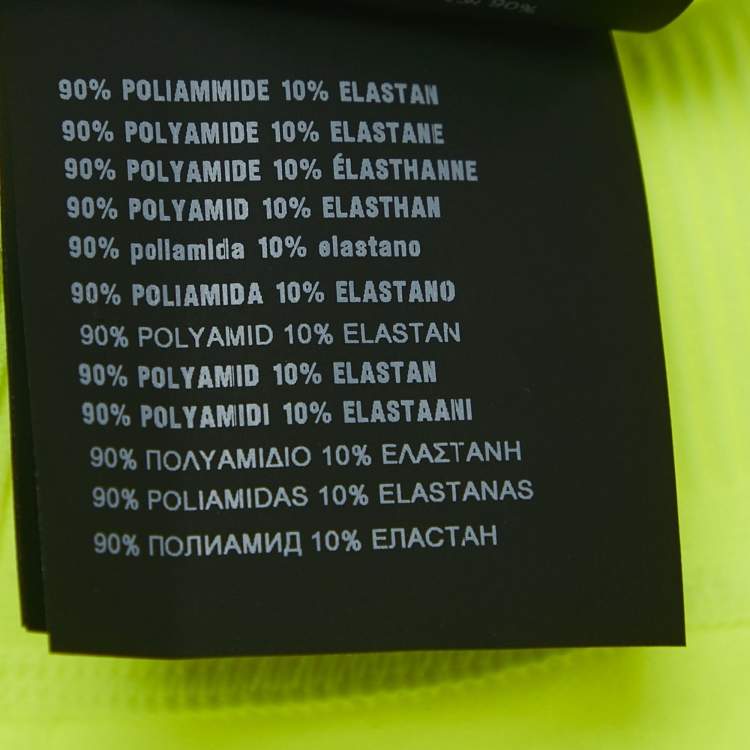 90% POLIAMMIDE 10% ELASTAN
90% POLYAMIDE 10% ELASTANE
90% POLYAMIDE 10% ÉLASTHANNE
90% POLYAMID 10% ELASTHAN
90% poliamida 10% elastano
90% POLIAMIDA 10% ELASTANO
90% POLYAMID 10% ELASTAN
90% POLYAMID 10% ELASTAN
90% POLYAMIDI 10% ELASTAANI
90% ΠΟΛΥΑΜΙΔΙΟ 10% ΕΛΑΣΤΑΝΗ
90% POLIAMIDAS 10% ELASTANAS
90% ПОЛИАМИД 10% ЕЛАСТАН